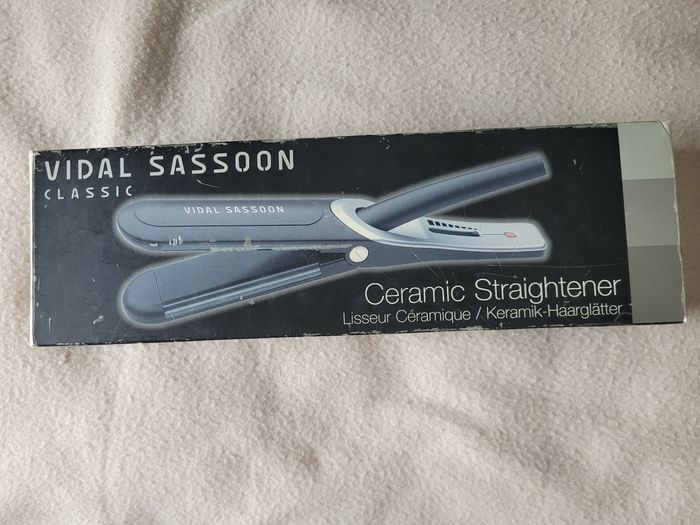 VIDAL SASSOON
CLASSIC
VIDAL SASSOON
Ceramic Straightener
Lisseur Céramique / Keramik-Haarglätter